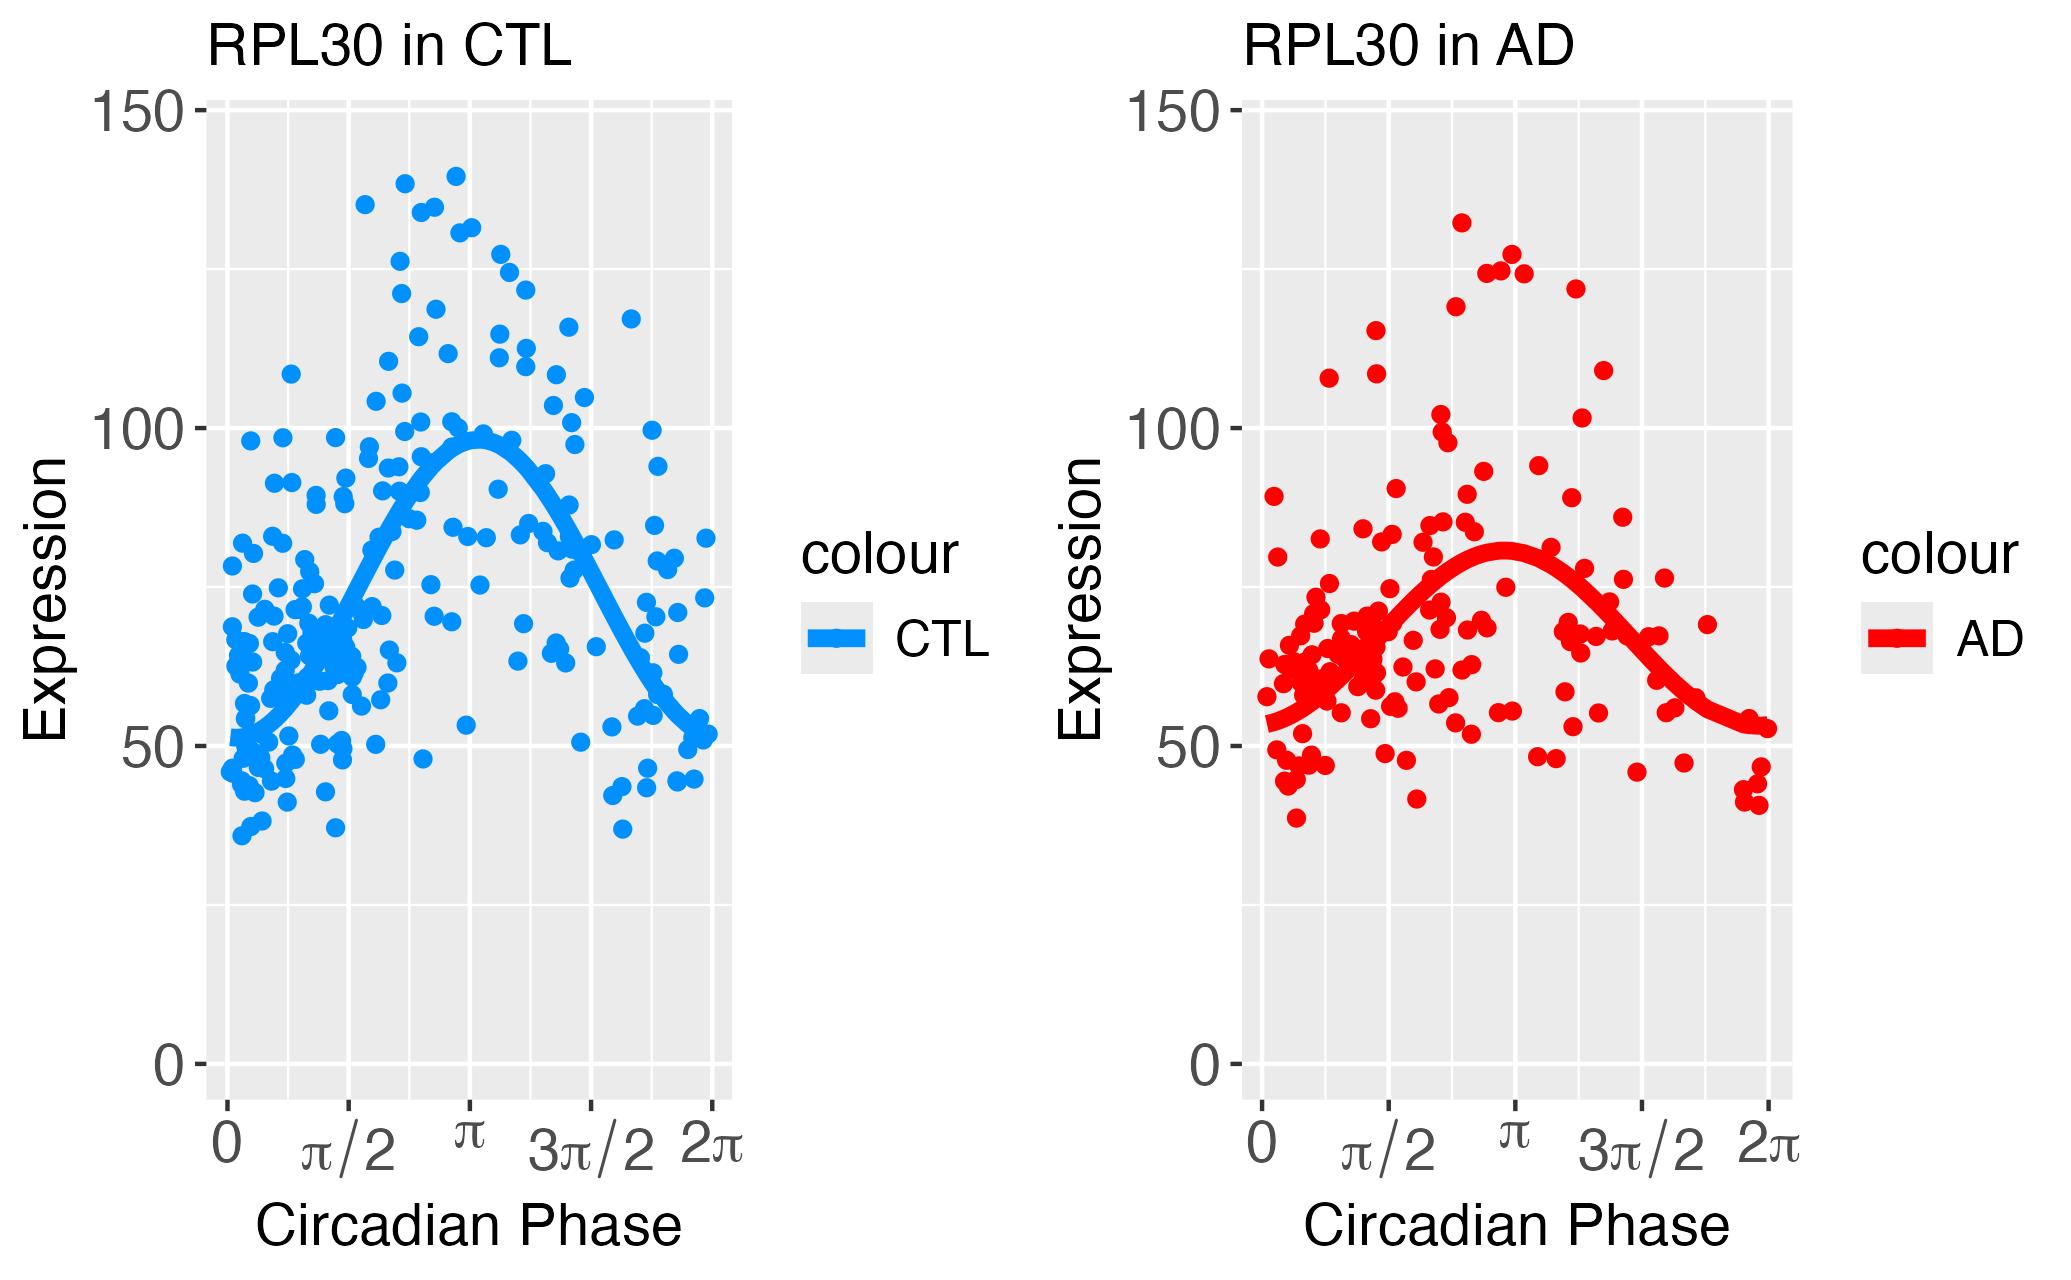 RPL30 in CTL
150
100
50
0
Expression
0 π/2 π 3π/2 2π
Circadian Phase
colour
CTL
RPL30 in AD
150
100
50
0
Expression
0 π/2 π 3π/2 2π
Circadian Phase
colour
AD